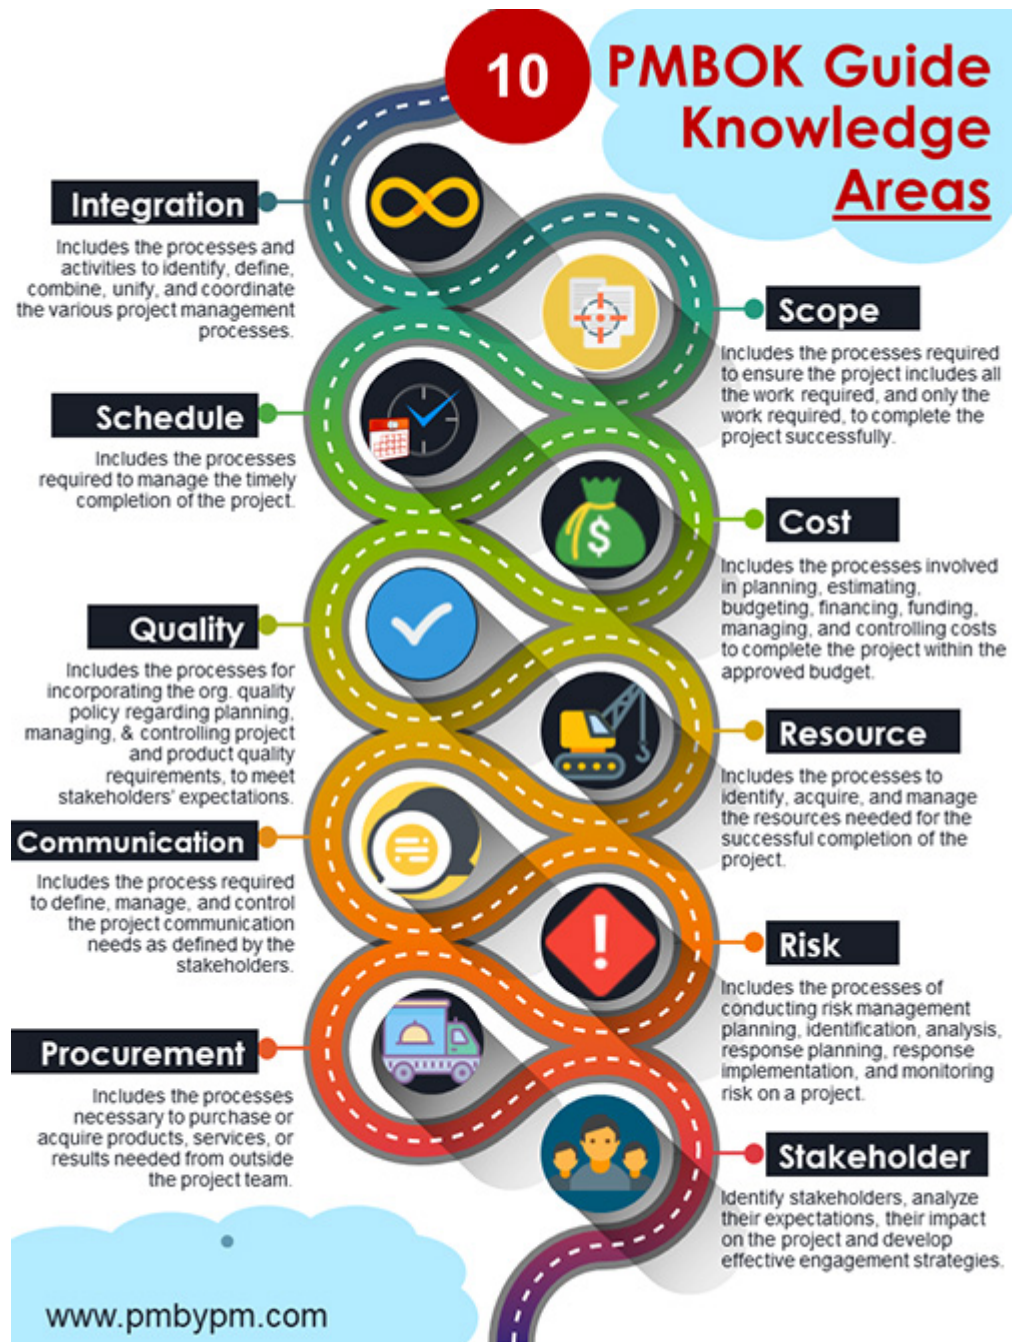 10
PMBOK Guide
Knowledge
Areas
Integration
Includes the processes and
activities to identify, define,
combine, unify, and coordinate
the various project management
processes.
Scope
Includes the processes required
to ensure the project includes all
the work required, and only the
work required, to complete the
project successfully.
Schedule
Includes the processes
required to manage the timely
completion of the project.
Cost
Includes the processes involved
in planning, estimating,
budgeting, financing, funding,
managing, and controlling costs
to complete the project within the
approved budget.
$
Quality
Includes the processes for
incorporating the org. quality
policy regarding planning,
managing, & controlling project
and product quality
requirements, to meet
stakeholders' expectations.
Resource
Includes the processes to
identify, acquire, and manage
the resources needed for the
successful completion of the
project.
Communication
Includes the process required
to define, manage, and control
the project communication
needs as defined by the
stakeholders.
Risk
Includes the processes of
conducting risk management
planning, identification, analysis,
response planning, response
implementation, and monitoring
risk on a project.
!
Procurement
Includes the processes
necessary to purchase or
acquire products, services, or
results needed from outside
the project team.
Stakeholder
Identify stakeholders, analyze
their expectations, their impact
on the project and develop
effective engagement strategies.
www.pmbypm.com